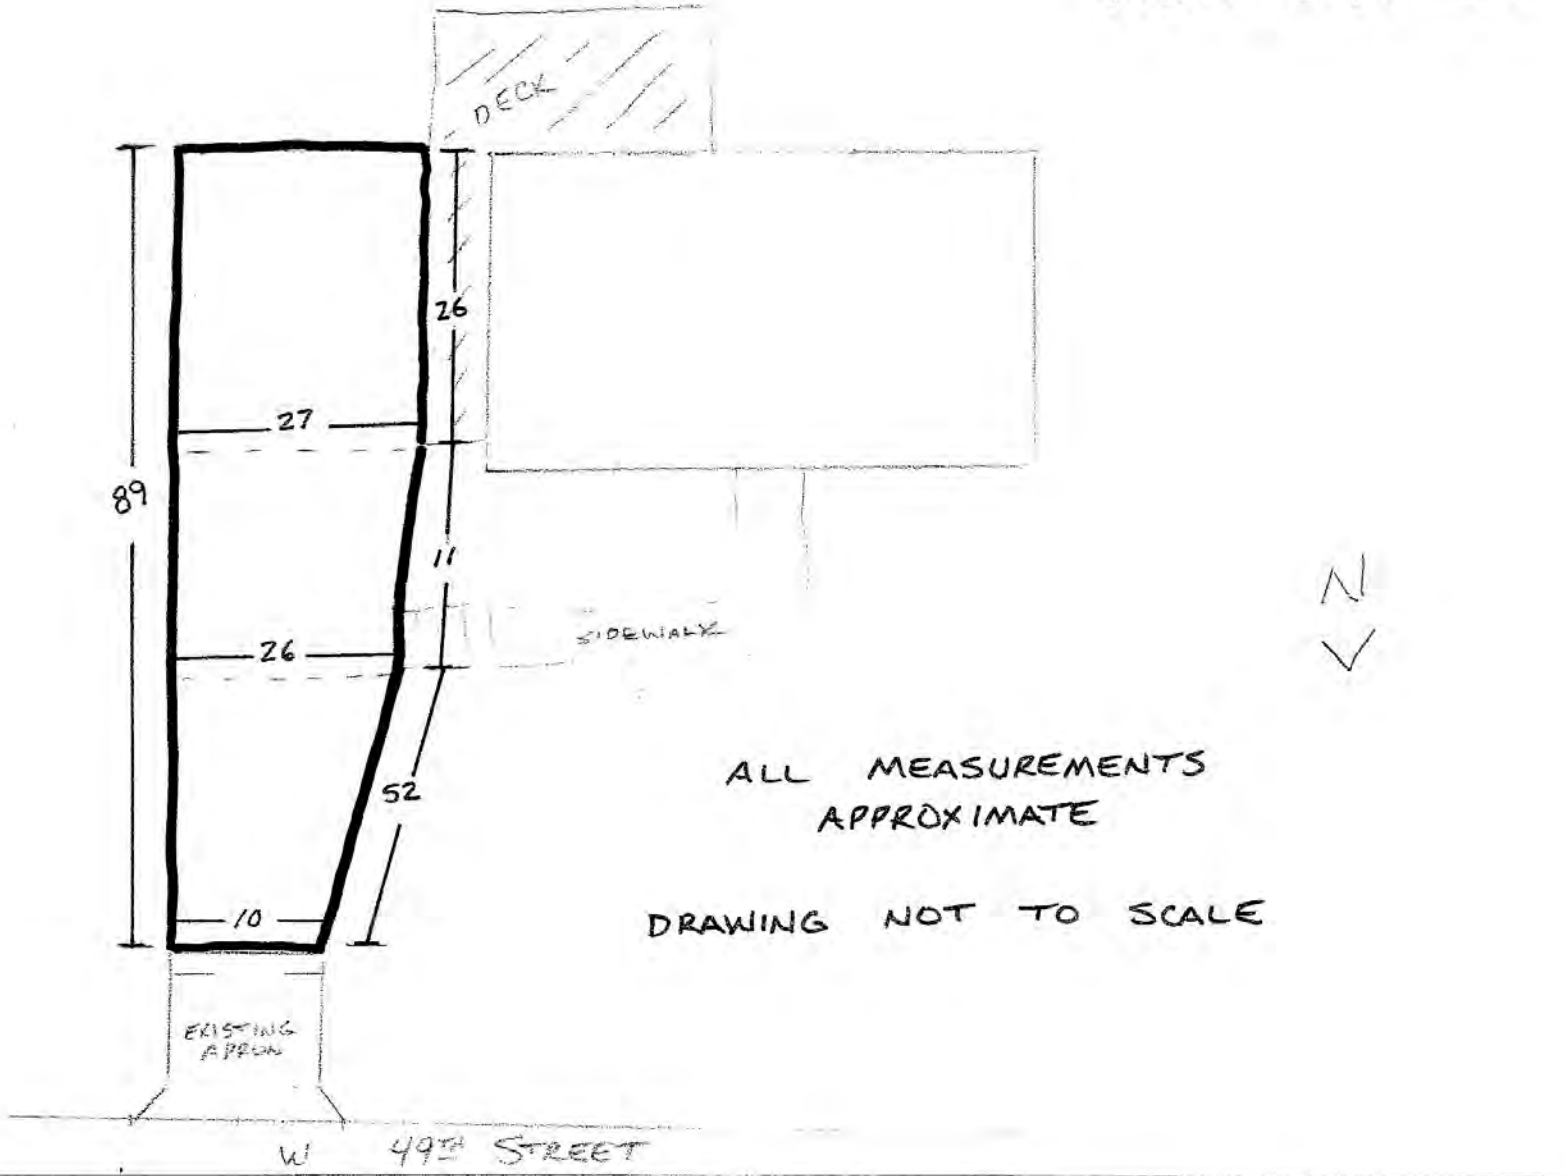 DECK
26
27
89
11
SIDEWALK
26
N
52
ALL MEASUREMENTS
APPROXIMATE
10
DRAWING NOT TO SCALE
EXISTING
APRON
W 49TH STREET